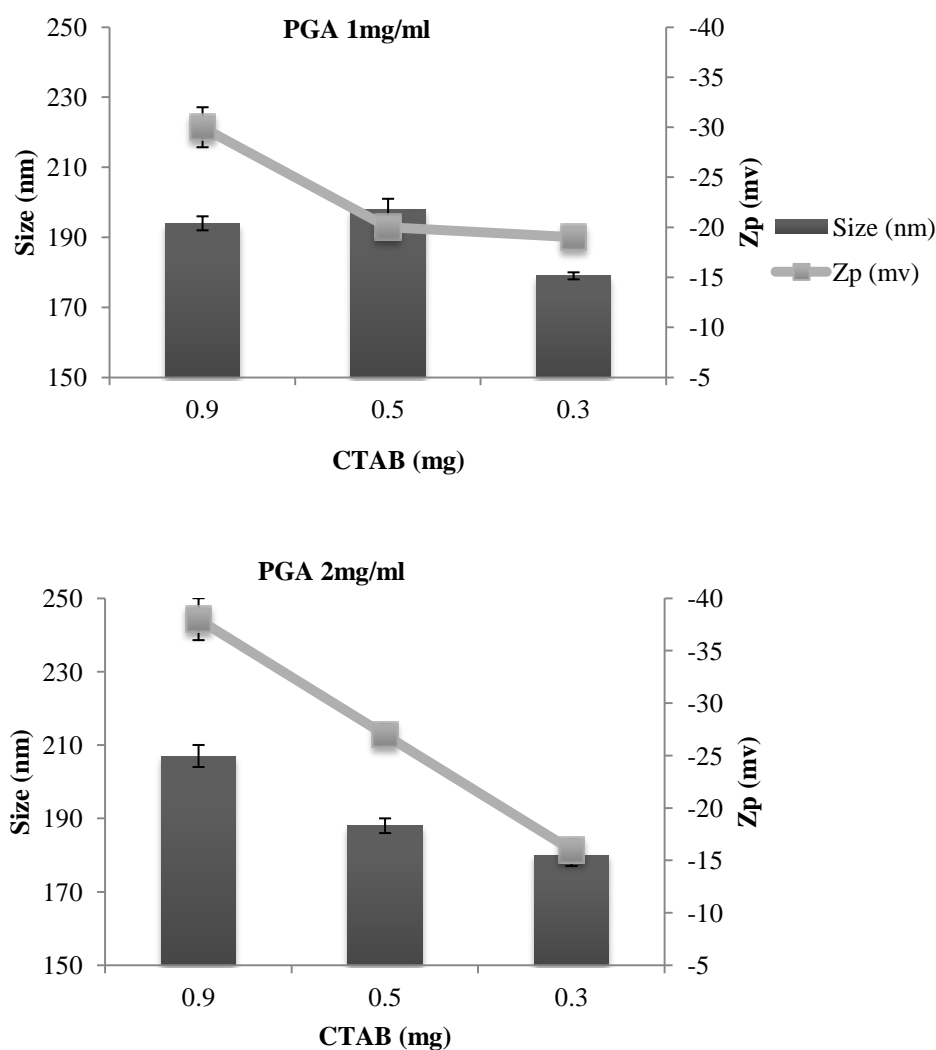 PGA 1mg/ml
250
230
210
190
170
150
Size (nm)
-40
-35
-30
-25
-20
-15
-10
-5
Zp (mv)
Size (nm)
Zp (mv)
0.9 0.5 0.3
CTAB (mg)
PGA 2mg/ml
250
230
210
190
170
150
Size (nm)
-40
-35
-30
-25
-20
-15
-10
-5
Zp (mv)
0.9 0.5 0.3
CTAB (mg)